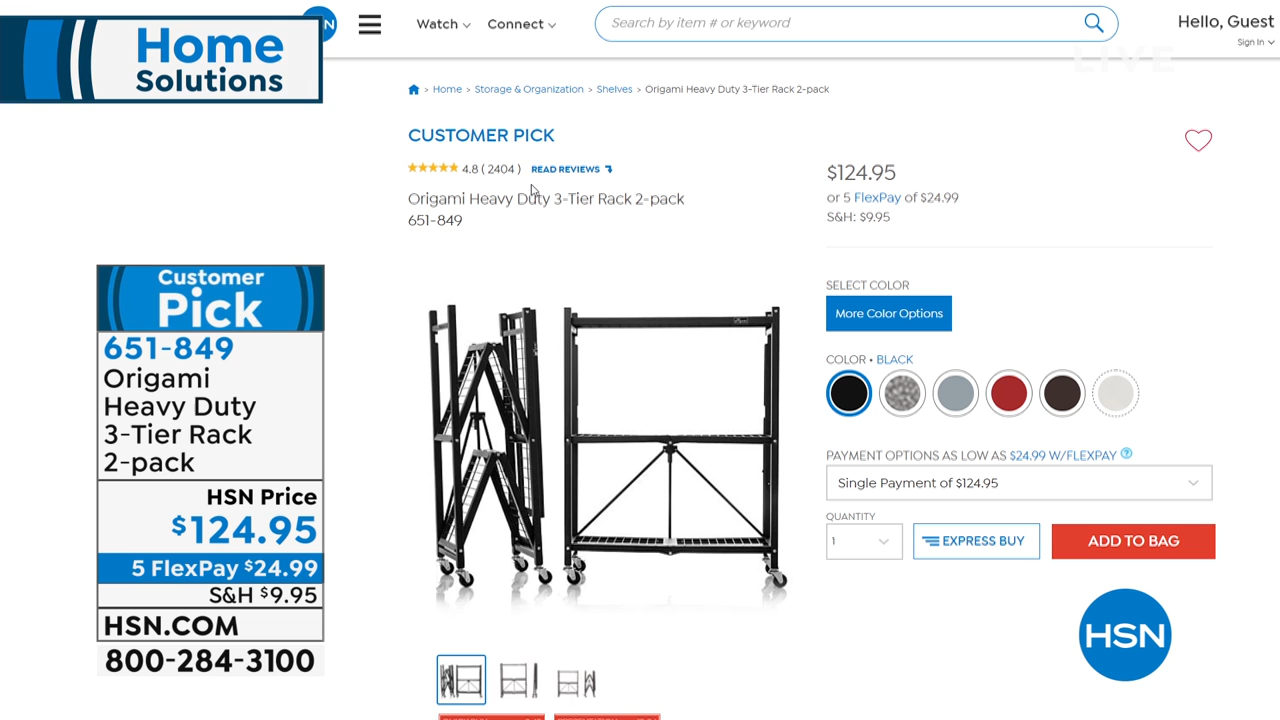 Home
Solutions
N
Watch
Connect
Search by item # or keyword
Hello, Guest
Sign In
LIVE
> Home > Storage & Organization > Shelves > Origami Heavy Duty 3-Tier Rack 2-pack
CUSTOMER PICK
4.8 ( 2404 ) READ REVIEWS
Origami Heavy Duty 3-Tier Rack 2-pack
651-849
$124.95
or 5 FlexPay of $24.99
S&H: $9.95
SELECT COLOR
More Color Options
COLOR • BLACK
PAYMENT OPTIONS AS LOW AS $24.99 W/FLEXPAY ?
Single Payment of $124.95
QUANTITY
1
EXPRESS BUY
ADD TO BAG
HSN
Customer
Pick
651-849
Origami
Heavy Duty
3-Tier Rack
2-pack
HSN Price
$124.95
5 FlexPay $24.99
S&H $9.95
HSN.COM
800-284-3100